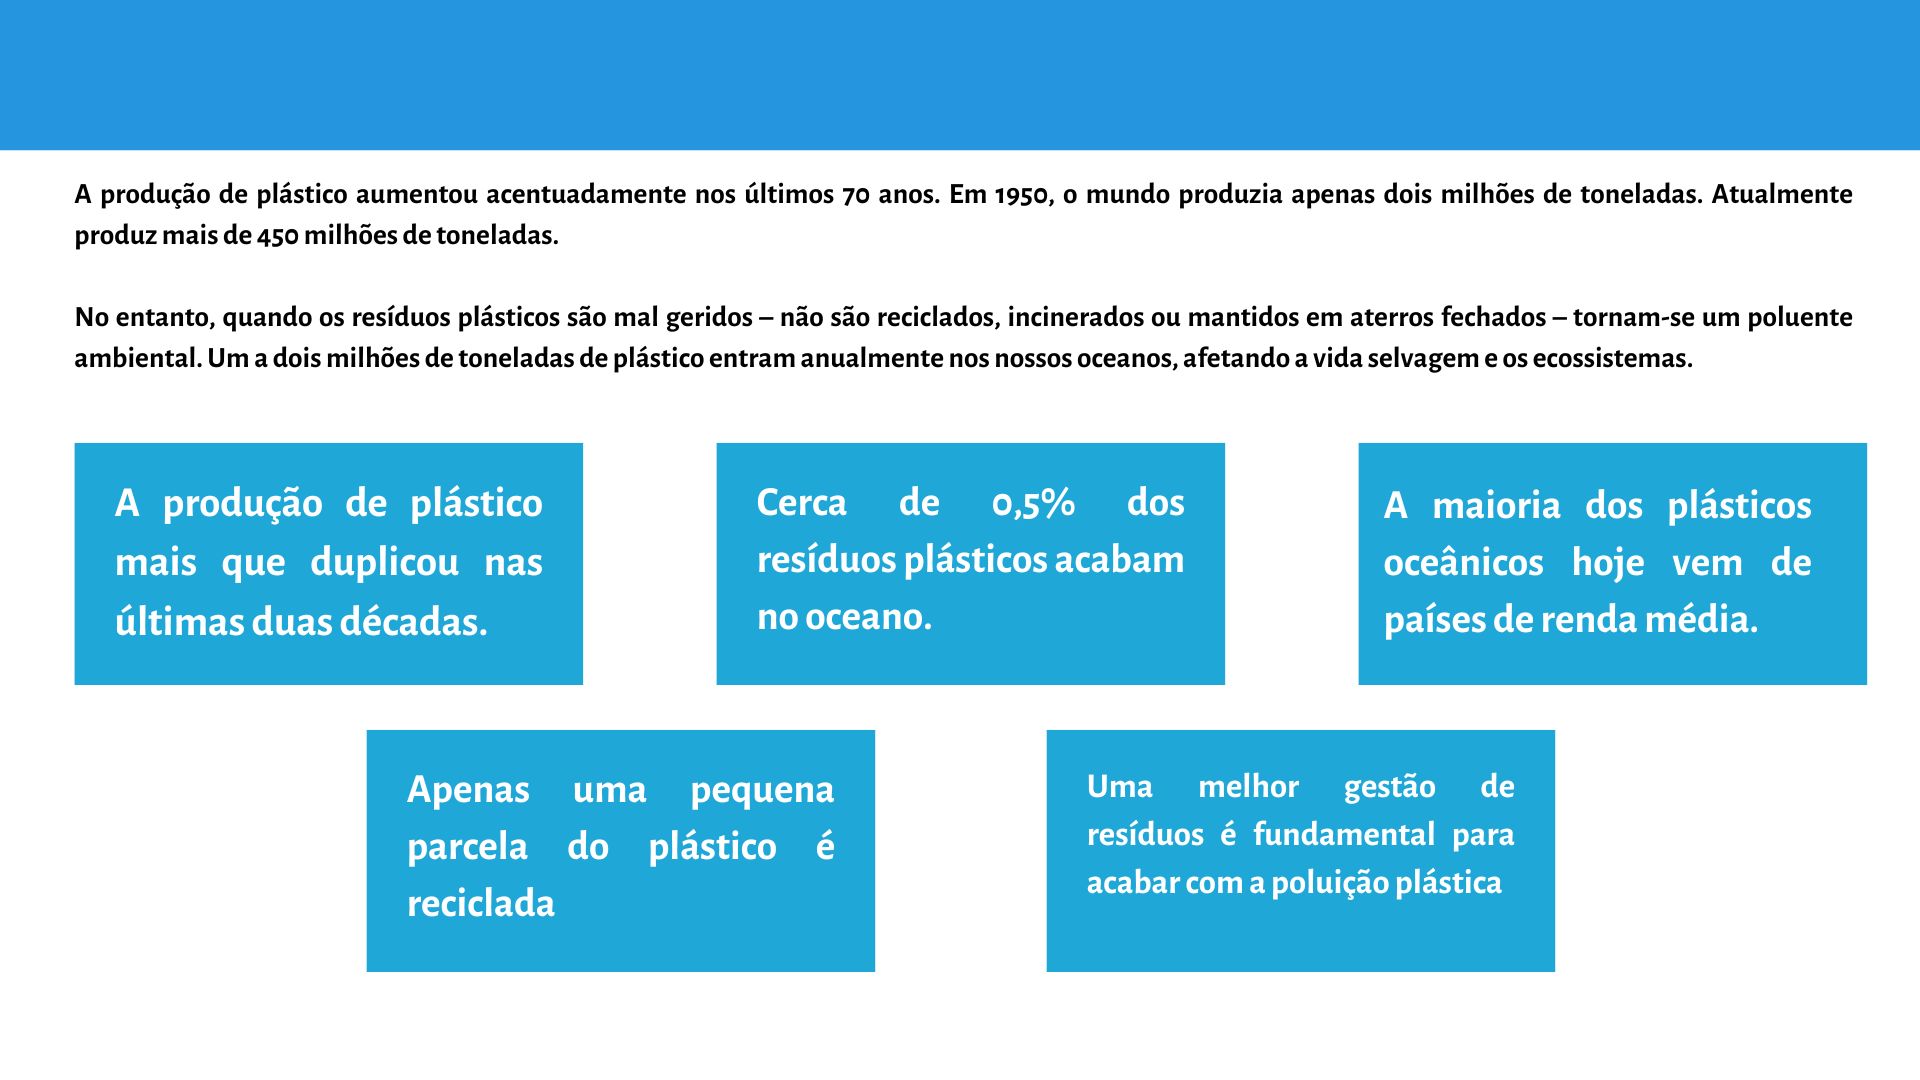 A produção de plástico aumentou acentuadamente nos últimos 70 anos. Em 1950, o mundo produzia apenas dois milhões de toneladas. Atualmente
produz mais de 450 milhões de toneladas.
No entanto, quando os resíduos plásticos são mal geridos – não são reciclados, incinerados ou mantidos em aterros fechados – tornam-se um poluente
ambiental. Um a dois milhões de toneladas de plástico entram anualmente nos nossos oceanos, afetando a vida selvagem e os ecossistemas.
A produção de plástico
mais que duplicou nas
últimas duas décadas.
Cerca de 0,5% dos
resíduos plásticos acabam
no oceano.
A maioria dos plásticos
oceânicos hoje vem de
países de renda média.
Apenas uma pequena
parcela do plástico é
reciclada
Uma melhor gestão de
resíduos é fundamental para
acabar com a poluição plástica